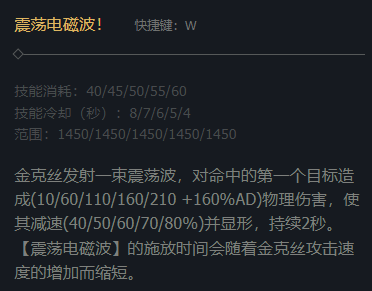 震荡电磁波！ 快捷键：W
技能消耗：40/45/50/55/60
技能冷却（秒）：8/7/6/5/4
范围：1450/1450/1450/1450/1450
金克丝发射一束震荡波，对命中的第一个目标造
成(10/60/110/160/210 +160%AD)物理伤害，使
其减速(40/50/60/70/80%)并显形，持续2秒。
【震荡电磁波】的施放时间会随着金克丝攻击速
度的增加而缩短。